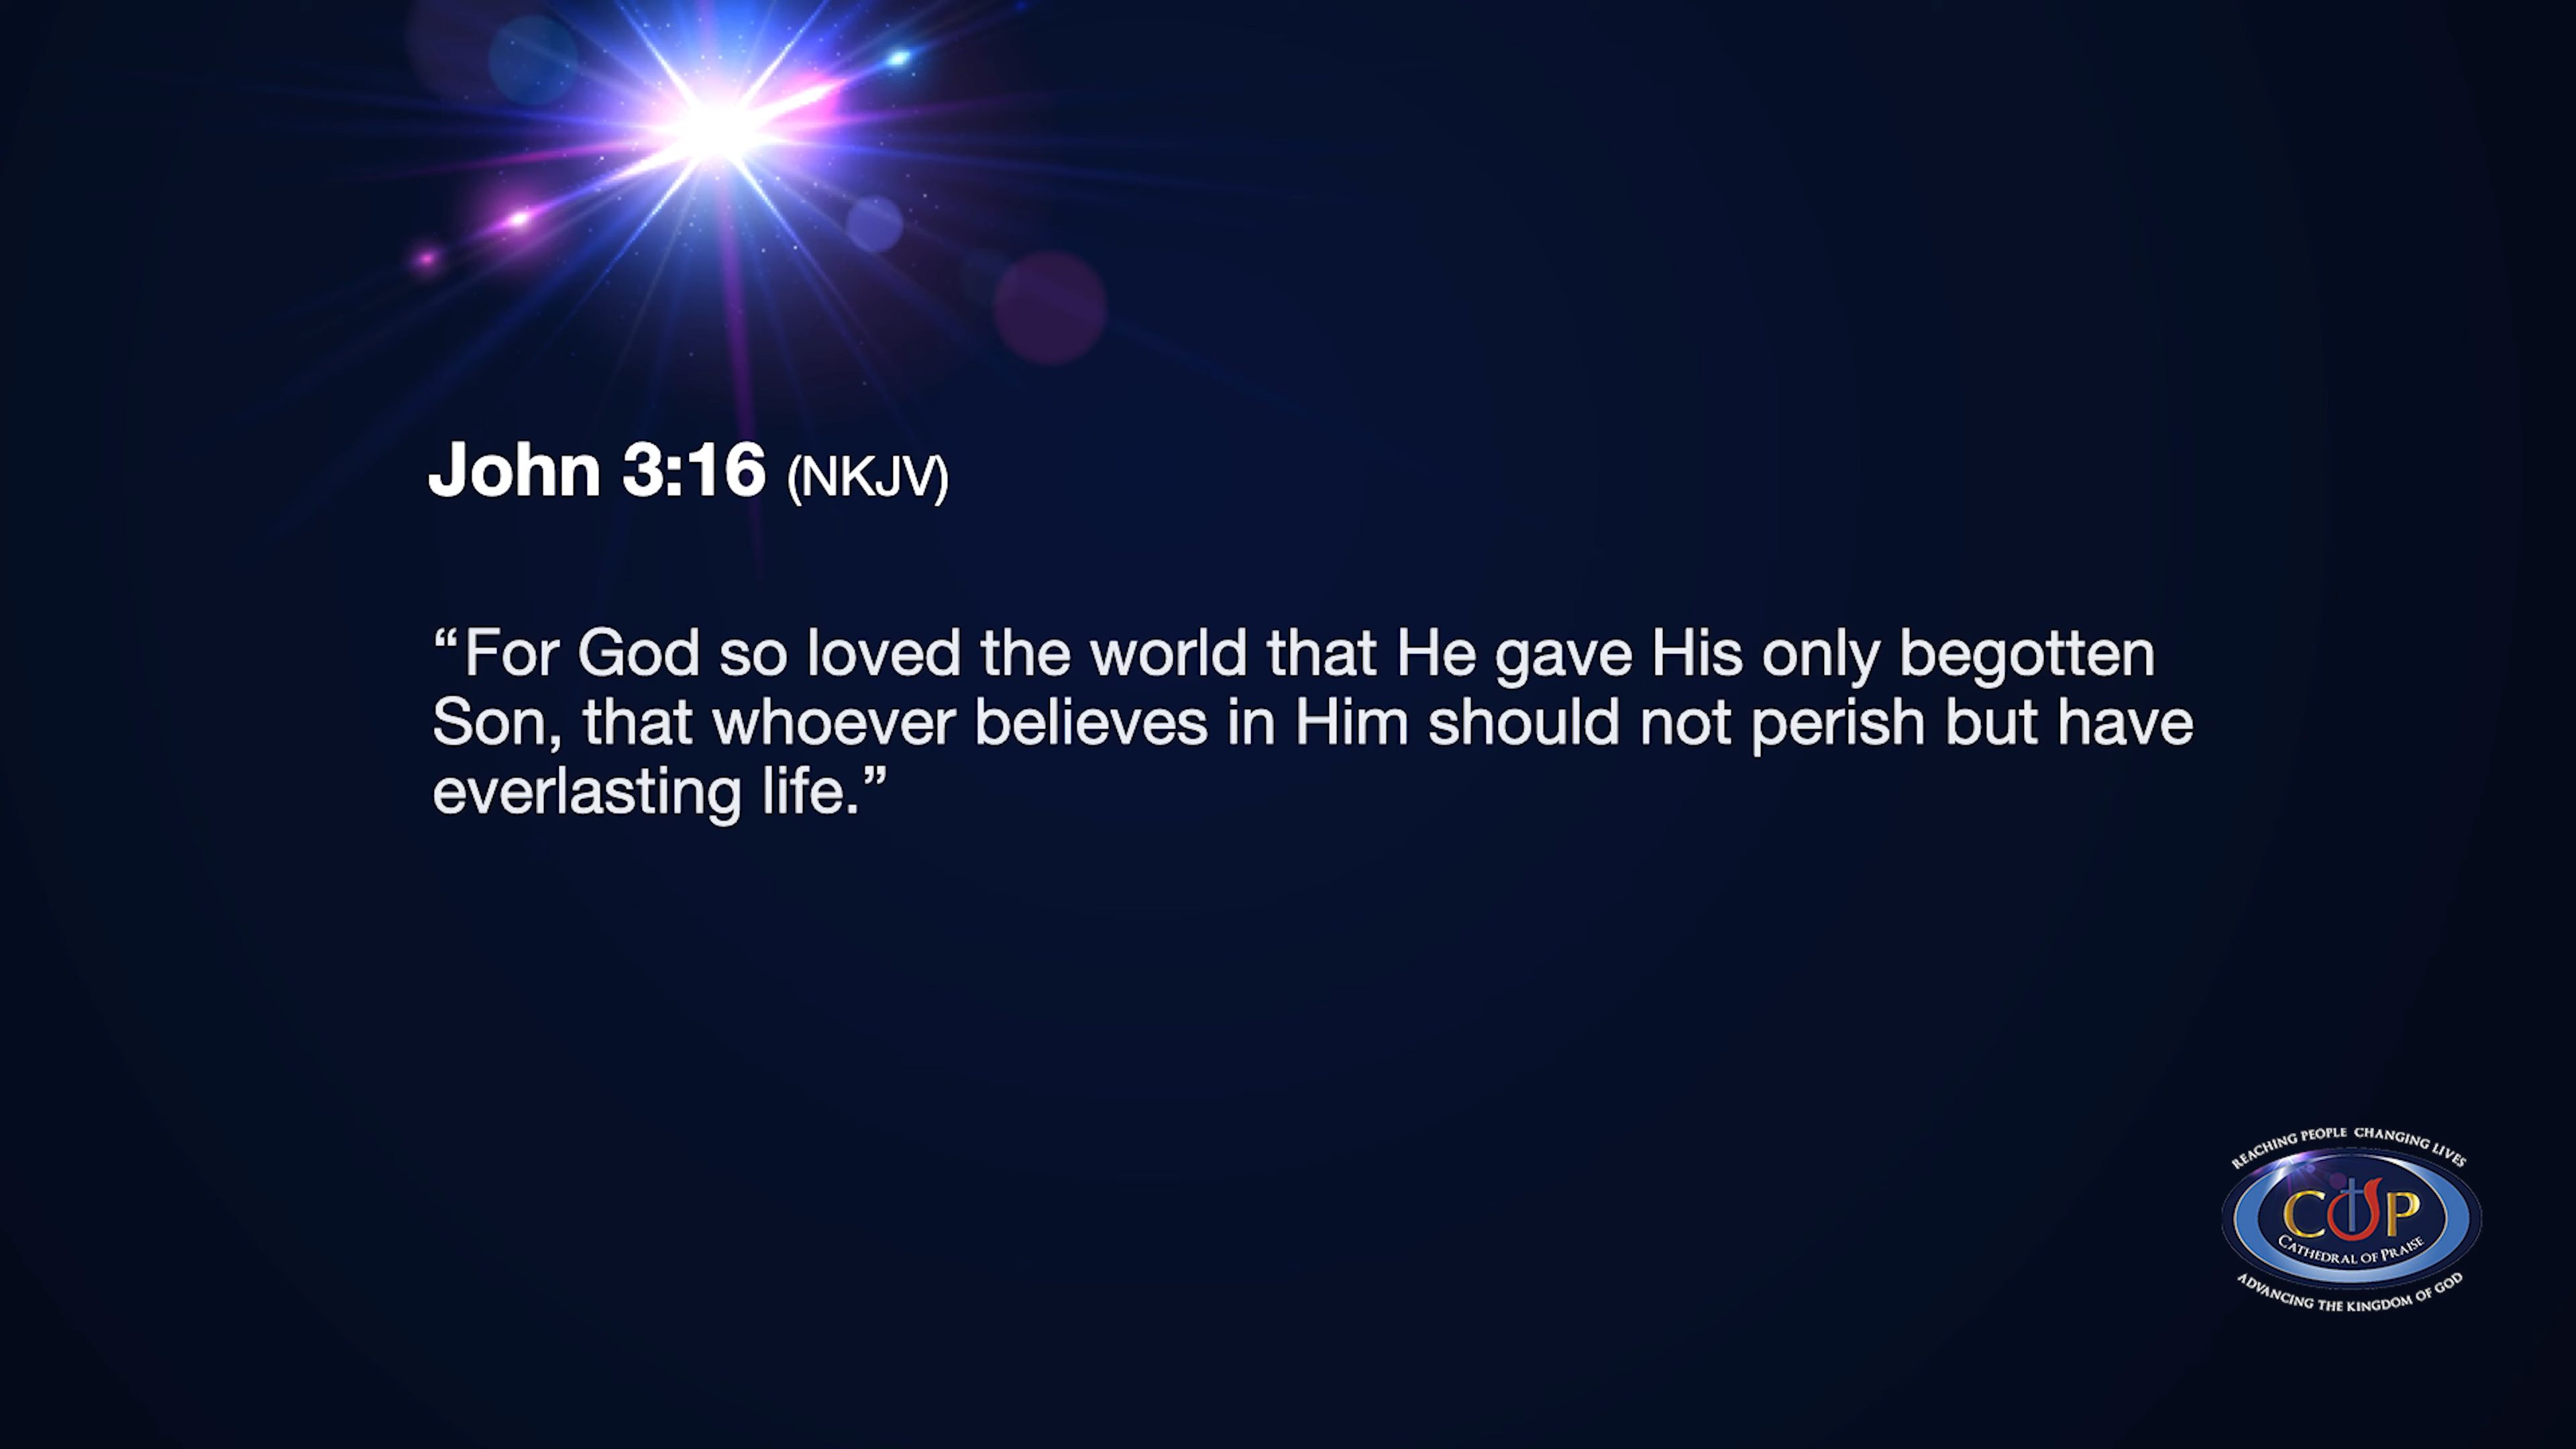 John 3:16 (NKJV)
“For God so loved the world that He gave His only begotten
Son, that whoever believes in Him should not perish but have
everlasting life.”
REACHING PEOPLE CHANGING LIVES
COP
CATHEDRAL OF PRAISE
ADVANCING THE KINGDOM OF GOD